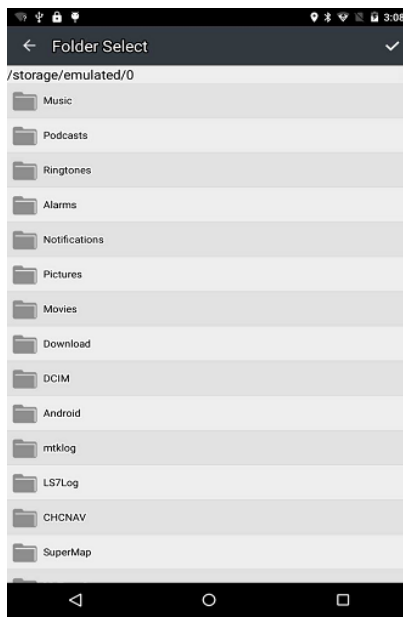 3:08
Folder Select
/storage/emulated/0
Music
Podcasts
Ringtones
Alarms
Notifications
Pictures
Movies
Download
DCIM
Android
mtklog
LS7Log
CHCNAV
SuperMap